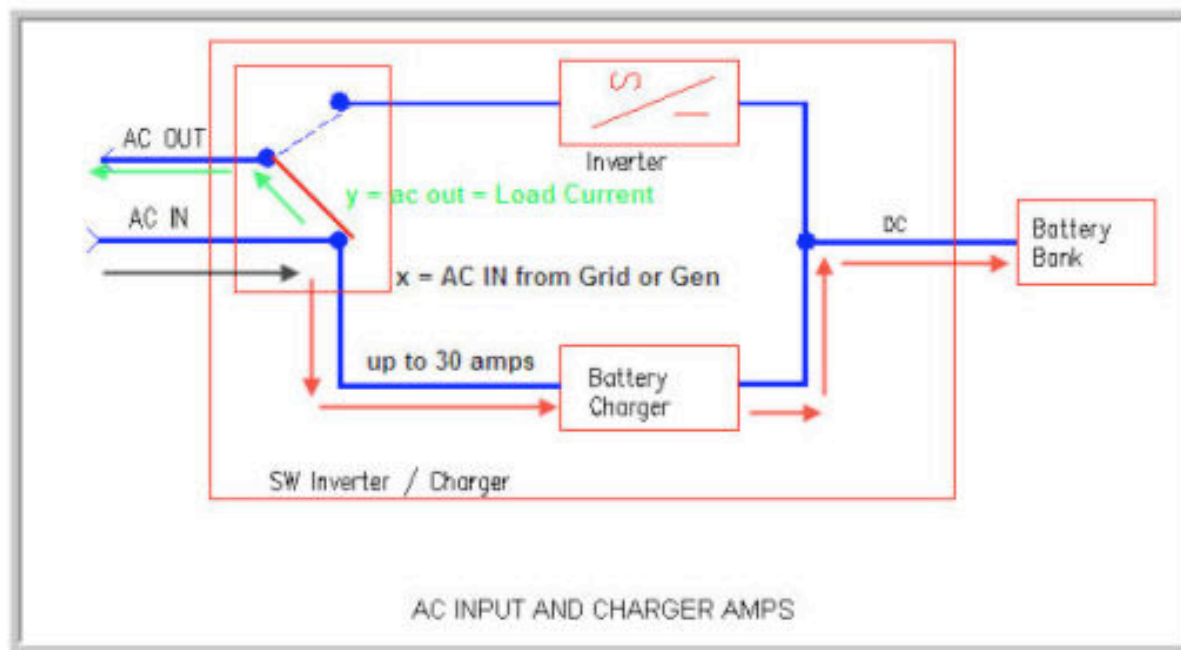 S
I
AC OUT
Inverter
y = ac out = Load Current
AC IN
DC
Battery
Bank
x = AC IN from Grid or Gen
up to 30 amps
Battery
Charger
SW Inverter / Charger
AC INPUT AND CHARGER AMPS